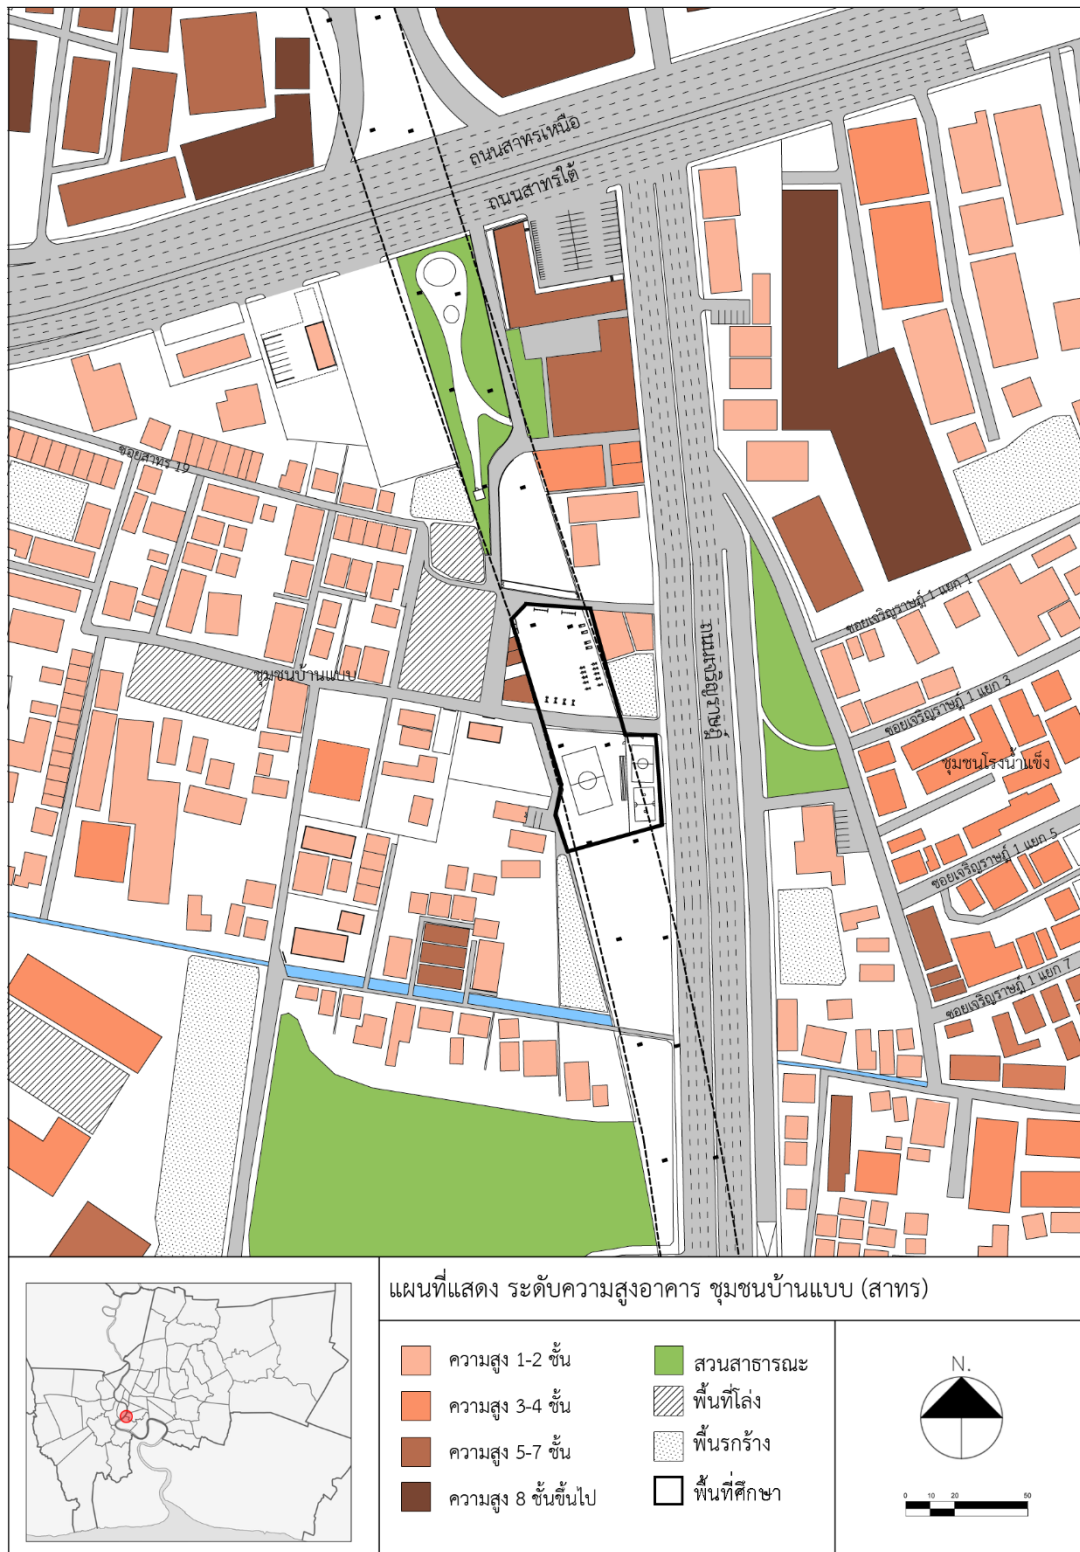 ถนนสาทรเหนือ
ถนนสาทรใต้
ซอยสาทร 19
ถนนเจริญราษฎร์
ซอยเจริญราษฎ์ 1 แยก 1
ชุมชนบ้านแบบ
ซอยเจริญราษฎ์ 1 แยก 3
ชุมชนโรงน้ำแข็ง
ซอยเจริญราษฎ์ 1 แยก 5
ซอยเจริญราษฎ์ 1 แยก 7
แผนที่แสดง ระดับความสูงอาคาร ชุมชนบ้านแบบ (สาทร)
ความสูง 1-2 ชั้น
ความสูง 3-4 ชั้น
ความสูง 5-7 ชั้น
ความสูง 8 ชั้นขึ้นไป
สวนสาธารณะ
พื้นที่โล่ง
พื้นรกร้าง
พื้นที่ศึกษา
N.
0 10 20 50